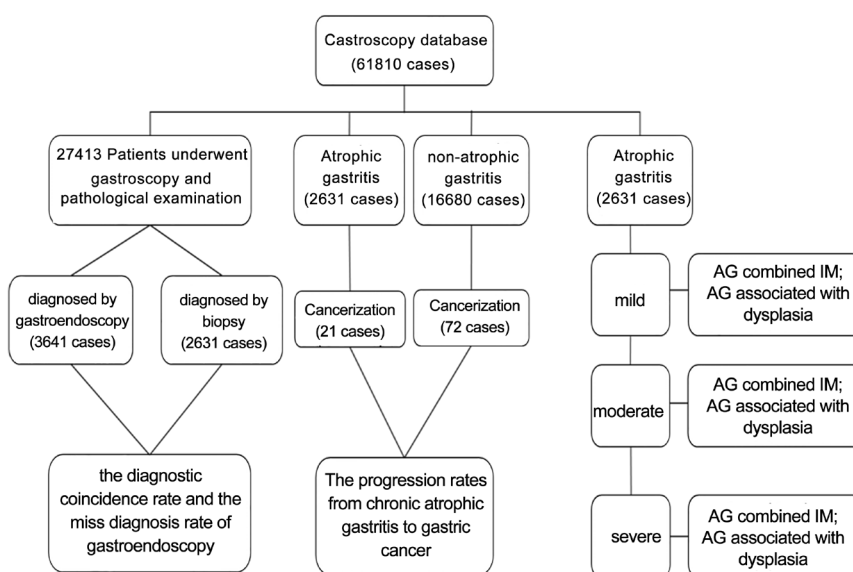 Castroscopy database
(61810 cases)
27413 Patients underwent
gastroscopy and
pathological examination
Atrophic
gastritis
(2631 cases)
non-atrophic
gastritis
(16680 cases)
Atrophic
gastritis
(2631 cases)
diagnosed by
gastroendoscopy
(3641 cases)
diagnosed by
biopsy
(2631 cases)
Cancerization
(21 cases)
Cancerization
(72 cases)
mild
AG combined IM;
AG associated with
dysplasia
moderate
AG combined IM;
AG associated with
dysplasia
the diagnostic
coincidence rate and the
miss diagnosis rate of
gastroendoscopy
The progression rates
from chronic atrophic
gastritis to gastric
cancer
severe
AG combined IM;
AG associated with
dysplasia